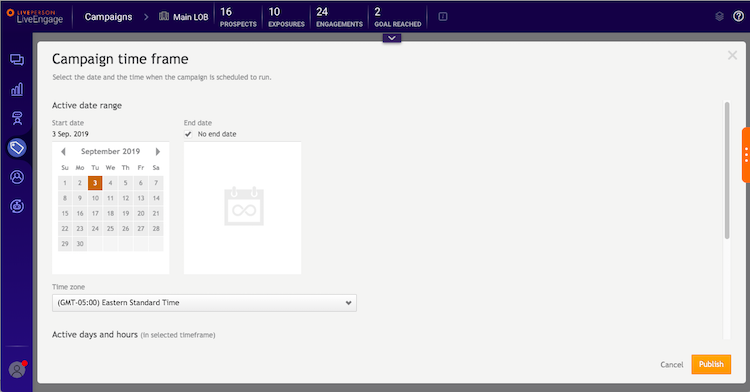 LIVEPERSON
LiveEngage
Campaigns
Main LOB
16
PROSPECTS
10
EXPOSURES
24
ENGAGEMENTS
2
GOAL REACHED
Campaign time frame
Select the date and the time when the campaign is scheduled to run.
Active date range
Start date
3 Sep. 2019
End date
No end date
September 2019
Su Mo Tu We Th Fr Sa
1 2 3 4 5 6 7
8 9 10 11 12 13 14
15 16 17 18 19 20 21
22 23 24 25 26 27 28
29 30
Time zone
(GMT-05:00) Eastern Standard Time
Active days and hours (in selected timeframe)
Cancel
Publish